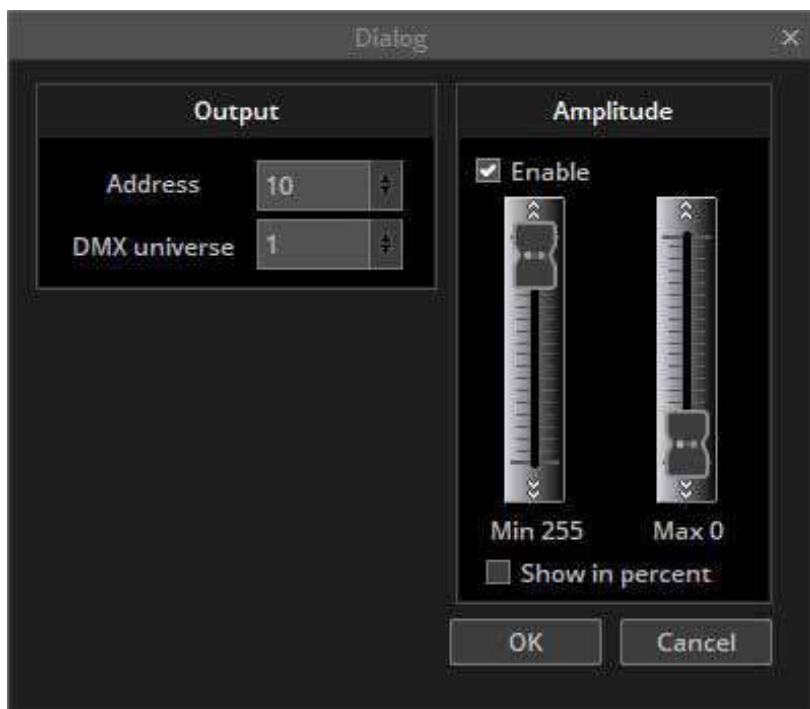 Dialog
Output
Address 10
DMX universe 1
Amplitude
Enable
Min 255 Max 0
Show in percent
OK Cancel